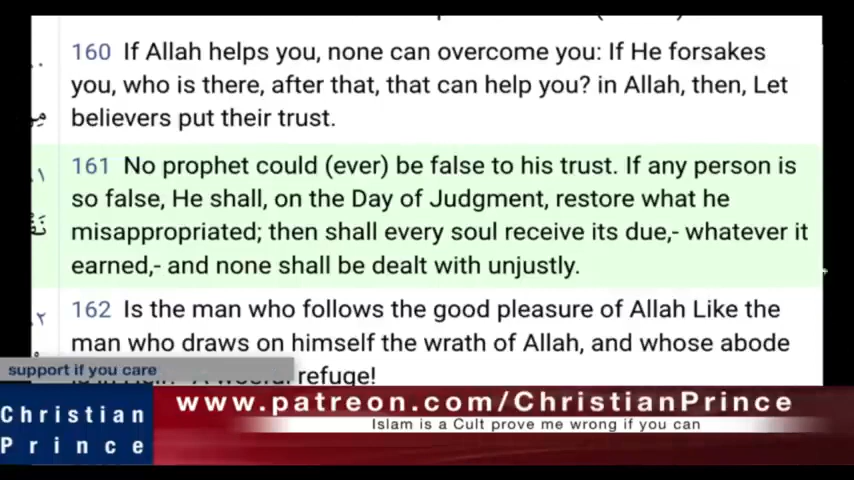 160 If Allah helps you, none can overcome you: If He forsakes
you, who is there, after that, that can help you? in Allah, then, Let
believers put their trust.
161 No prophet could (ever) be false to his trust. If any person is
so false, He shall, on the Day of Judgment, restore what he
misappropriated; then shall every soul receive its due,- whatever it
earned,- and none shall be dealt with unjustly.
162 Is the man who follows the good pleasure of Allah Like the
man who draws on himself the wrath of Allah, and whose abode
refuge!
support if you care
Christian
Prince
www.patreon.com/ChristianPrince
Islam is a Cult prove me wrong if you can